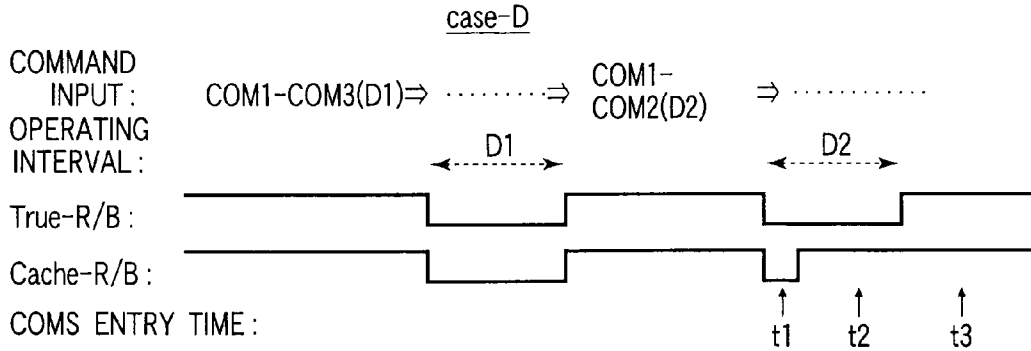 case-D
COMMAND
INPUT : COM1-COM3(D1)⇒ ········⇒ COM1-
COM2(D2) ⇒ ···········
OPERATING
INTERVAL : D1 D2
True-R/B :
Cache-R/B :
COMS ENTRY TIME : t1 t2 t3